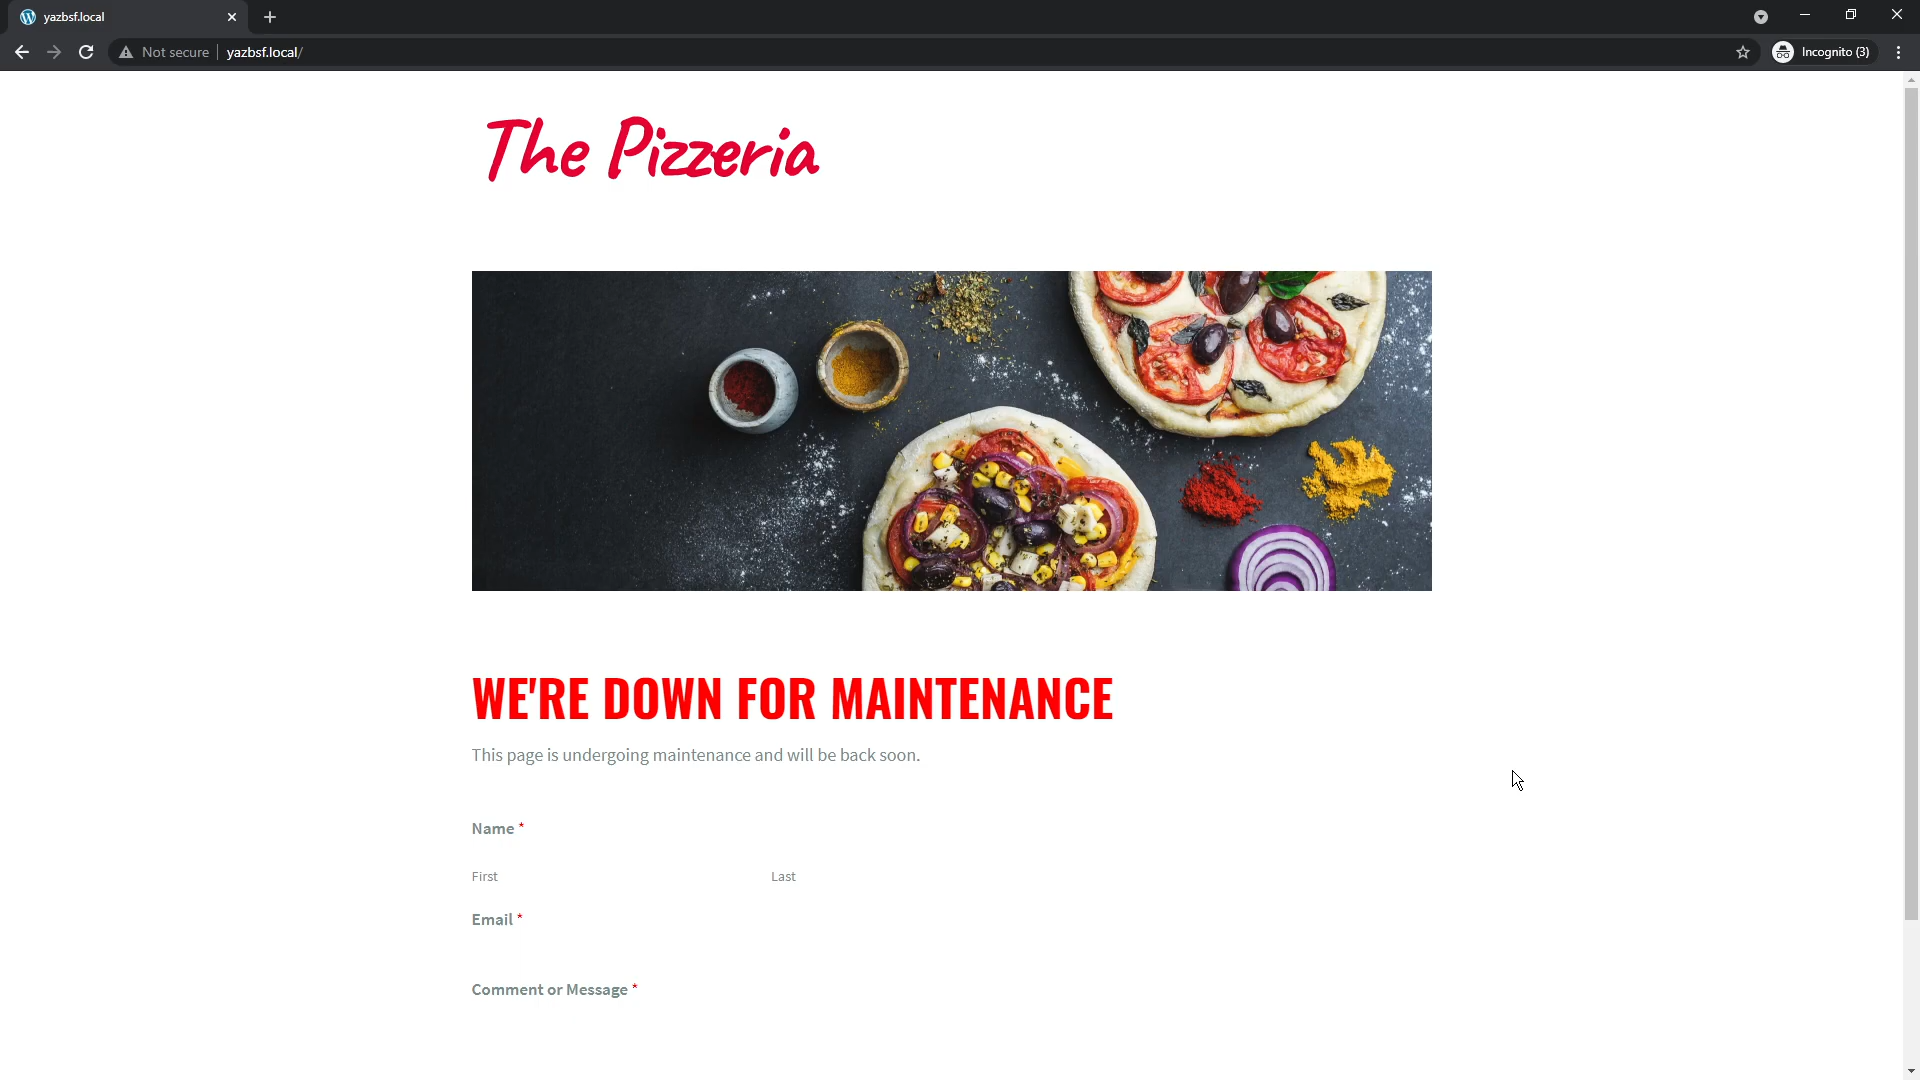 yazbsf.local
Not secure
yazbsf.local/
Incognito (3)
The Pizzeria
WE'RE DOWN FOR MAINTENANCE
This page is undergoing maintenance and will be back soon.
Name *
First
Last
Email *
Comment or Message *